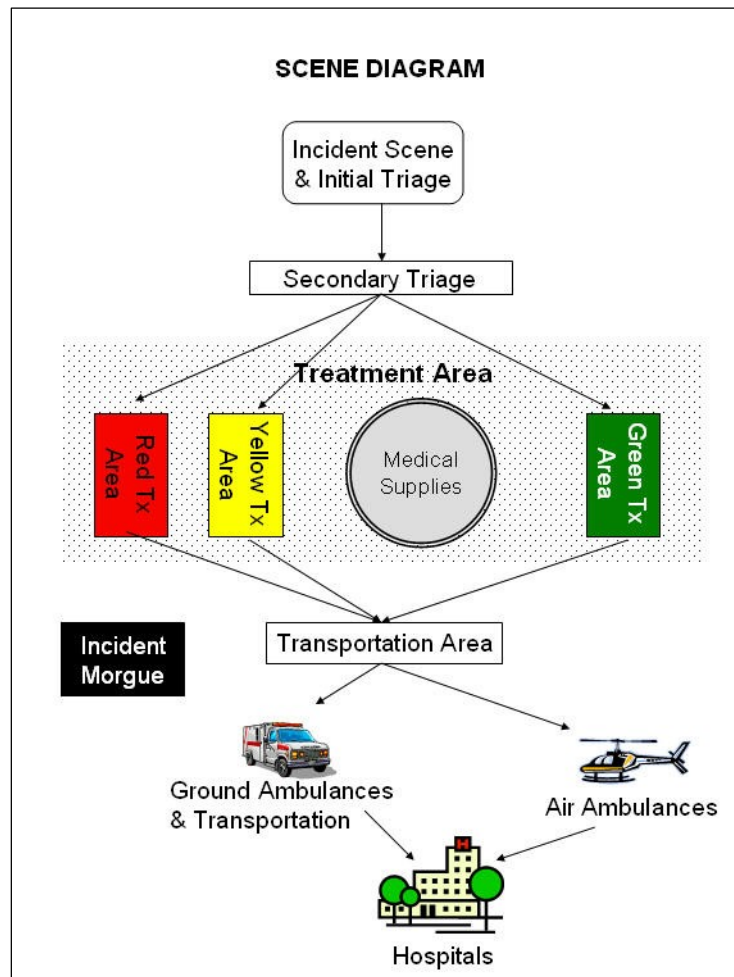 SCENE DIAGRAM
Incident Scene
& Initial Triage
Secondary Triage
Treatment Area
Red Tx
Area
Yellow Tx
Area
Medical
Supplies
Green Tx
Area
Incident
Morgue
Transportation Area
Ground Ambulances
& Transportation
Air Ambulances
H
Hospitals